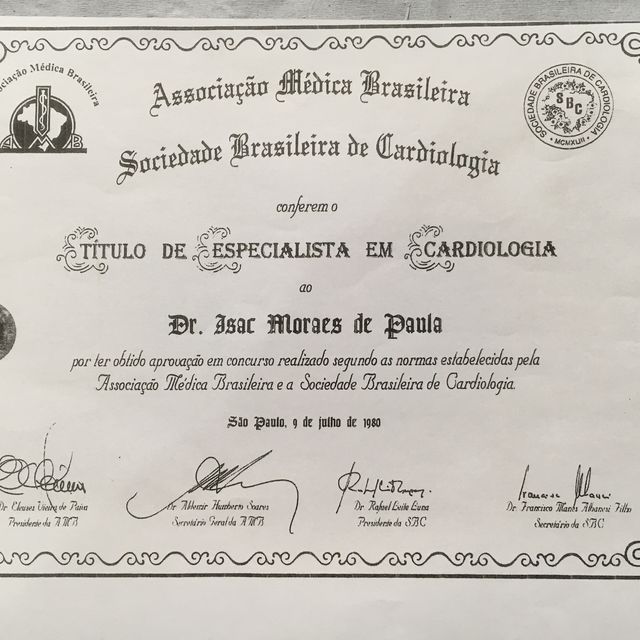 Associação Médica Brasileira
AMB
SOCIEDADE BRASILEIRA DE CARDIOLOGIA
SBC
MCMXLIII
Associação Médica Brasileira
Sociedade Brasileira de Cardiologia
conferem o
TÍTULO DE ESPECIALISTA EM CARDIOLOGIA
ao
Dr. Isac Moraes de Paula
por ter obtido aprovação em concurso realizado segundo as normas estabelecidas pela
Associação Médica Brasileira e a Sociedade Brasileira de Cardiologia.
São Paulo, 9 de julho de 1980
Dr Cleuses Vieira de Paiva
Presidente da AMB
Dr Humberto Soares
Secretário Geral da AMB
Dr Rafael Leite Luna
Presidente da SBC
Dr Francisco Manes Albanesi Filho
Secretário da SBC